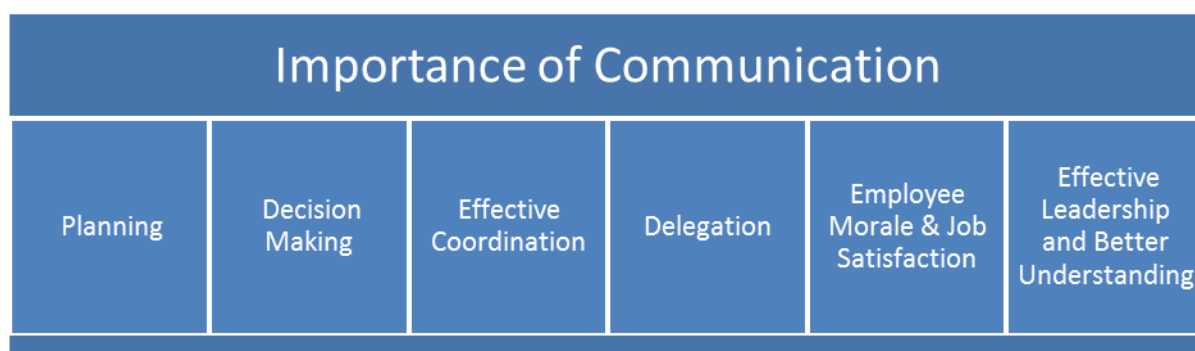 Importance of Communication
Planning
Decision
Making
Effective
Coordination
Delegation
Employee
Morale & Job
Satisfaction
Effective
Leadership
and Better
Understanding